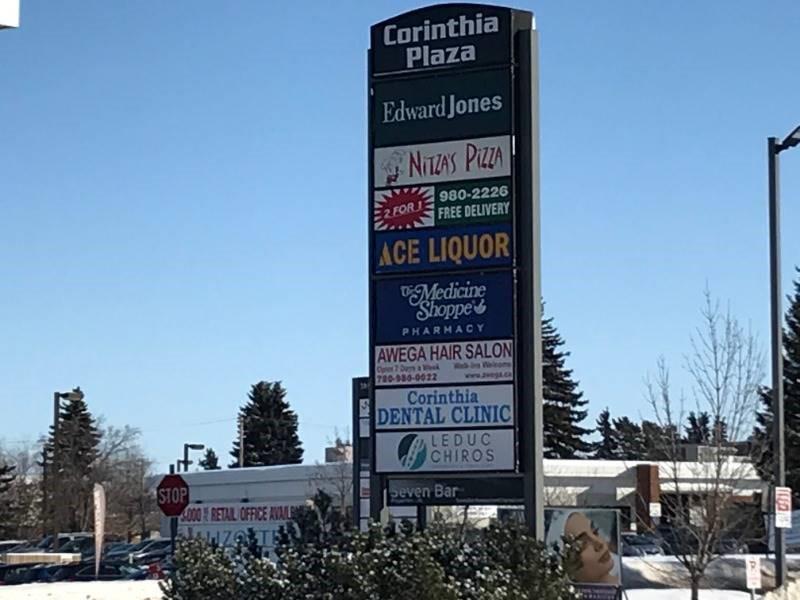 Corinthia
Plaza
Edward Jones
NiTZA'S PiZZA
2 FOR 1
980-2226
FREE DELIVERY
ACE LIQUOR
The Medicine
Shoppe
PHARMACY
AWEGA HAIR SALON
Open 7 Days a Week Walk-ins Welcome
780-980-0022 www.awega.ca
Corinthia
DENTAL CLINIC
LEDUC
CHIROS
Seven Bar
STOP
RETAIL/OFFICE